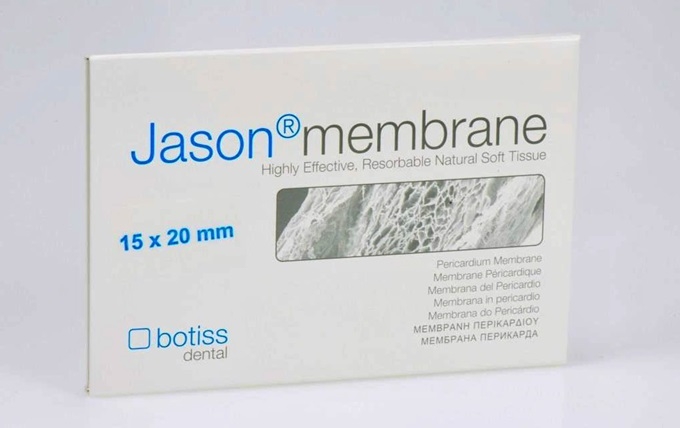 Jason®membrane
Highly Effective, Resorbable Natural Soft Tissue
15 x 20 mm
Pericardium Membrane
Membrane Péricardique
Membrana del Pericardio
Membrana in pericardio
Membrana do Pericárdio
ΜΕΜΒΡΑΝΗ ΠΕΡΙΚΑΡΔΙΟΥ
МЕМБРАНА ПЕРИКАРДА
botiss
dental